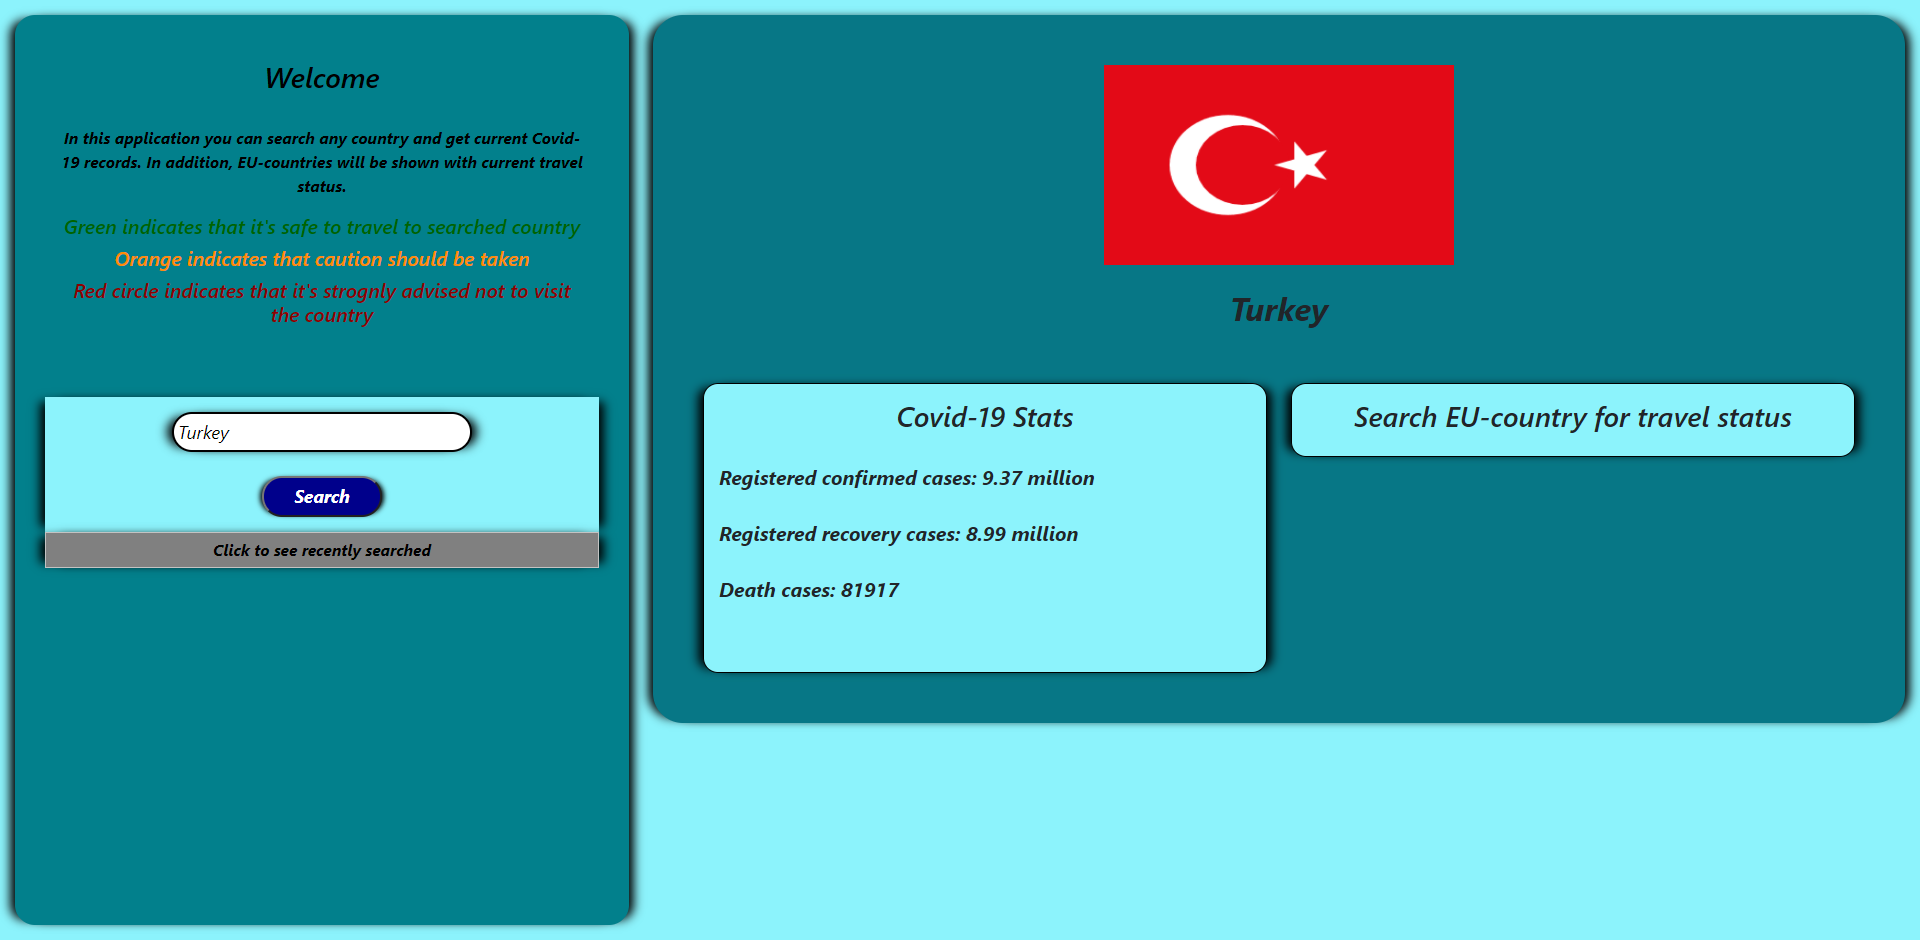 Welcome
In this application you can search any country and get current Covid-
19 records. In addition, EU-countries will be shown with current travel
status.
Green indicates that it's safe to travel to searched country
Orange indicates that caution should be taken
Red circle indicates that it's strognly advised not to visit
the country
Turkey
Search
Click to see recently searched
Turkey
Covid-19 Stats
Registered confirmed cases: 9.37 million
Registered recovery cases: 8.99 million
Death cases: 81917
Search EU-country for travel status